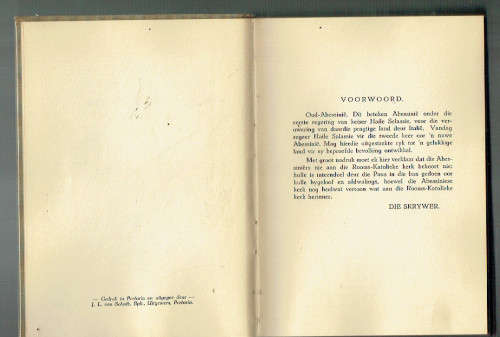 — Gedruk in Pretoria en uitgegee deur —
J. L. van Schaik, Bpk., Uitgewers, Pretoria.
VOORWOORD.
Oud-Abessinië. Dit beteken Abessinië onder die
eerste regering van keiser Haile Selassie, voor die ver-
owering van daardie pragtige land deur Italië. Vandag
regeer Haile Selassie vir die tweede keer oor 'n nuwe
Abessinië. Mag hierdie uitgestrekte ryk tot 'n gelukkige
land vir sy beproefde bevolking ontwikkel.
Met groot nadruk moet ek hier verklaar dat die Abes-
siniërs nie aan die Rooms-Katolieke kerk behoort nie;
hulle is intendeel deur die Pous in die ban gedoen oor
hulle bygeloof en afdwalings, hoewel die Abessiniese
kerk nog heelwat vertoon wat aan die Rooms-Katolieke
kerk herinner.
DIE SKRYWER.